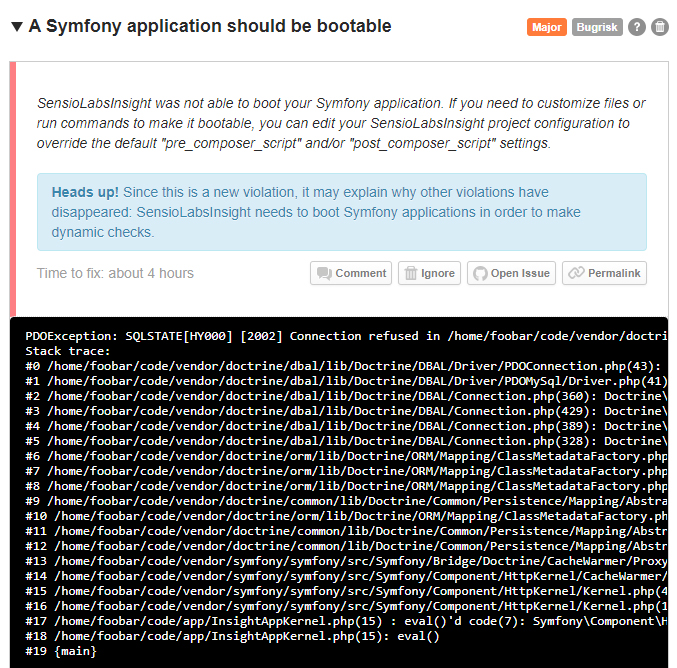 A Symfony application should be bootable
Major Bugrisk ?
SensioLabsInsight was not able to boot your Symfony application. If you need to customize files or
run commands to make it bootable, you can edit your SensioLabsInsight project configuration to
override the default "pre_composer_script" and/or "post_composer_script" settings.
Heads up! Since this is a new violation, it may explain why other violations have
disappeared: SensioLabsInsight needs to boot Symfony applications in order to make
dynamic checks.
Time to fix: about 4 hours
Comment Ignore Open Issue Permalink
PDOException: SQLSTATE[HY000] [2002] Connection refused in /home/foobar/code/vendor/doctri
Stack trace:
#0 /home/foobar/code/vendor/doctrine/dbal/lib/Doctrine/DBAL/Driver/PDOConnection.php(43):
#1 /home/foobar/code/vendor/doctrine/dbal/lib/Doctrine/DBAL/Driver/PDOMySql/Driver.php(41)
#2 /home/foobar/code/vendor/doctrine/dbal/lib/Doctrine/DBAL/Connection.php(360): Doctrine\
#3 /home/foobar/code/vendor/doctrine/dbal/lib/Doctrine/DBAL/Connection.php(429): Doctrine\
#4 /home/foobar/code/vendor/doctrine/dbal/lib/Doctrine/DBAL/Connection.php(389): Doctrine\
#5 /home/foobar/code/vendor/doctrine/dbal/lib/Doctrine/DBAL/Connection.php(328): Doctrine\
#6 /home/foobar/code/vendor/doctrine/orm/lib/Doctrine/ORM/Mapping/ClassMetadataFactory.php
#7 /home/foobar/code/vendor/doctrine/orm/lib/Doctrine/ORM/Mapping/ClassMetadataFactory.php
#8 /home/foobar/code/vendor/doctrine/orm/lib/Doctrine/ORM/Mapping/ClassMetadataFactory.php
#9 /home/foobar/code/vendor/doctrine/common/lib/Doctrine/Common/Persistence/Mapping/Abstra
#10 /home/foobar/code/vendor/doctrine/orm/lib/Doctrine/ORM/Mapping/ClassMetadataFactory.ph
#11 /home/foobar/code/vendor/doctrine/common/lib/Doctrine/Common/Persistence/Mapping/Abstr
#12 /home/foobar/code/vendor/doctrine/common/lib/Doctrine/Common/Persistence/Mapping/Abstr
#13 /home/foobar/code/vendor/symfony/symfony/src/Symfony/Bridge/Doctrine/CacheWarmer/Proxy
#14 /home/foobar/code/vendor/symfony/symfony/src/Symfony/Component/HttpKernel/CacheWarmer/
#15 /home/foobar/code/vendor/symfony/symfony/src/Symfony/Component/HttpKernel/Kernel.php(4
#16 /home/foobar/code/vendor/symfony/symfony/src/Symfony/Component/HttpKernel/Kernel.php(1
#17 /home/foobar/code/app/InsightAppKernel.php(15) : eval()'d code(7): Symfony\Component\H
#18 /home/foobar/code/app/InsightAppKernel.php(15): eval()
#19 {main}